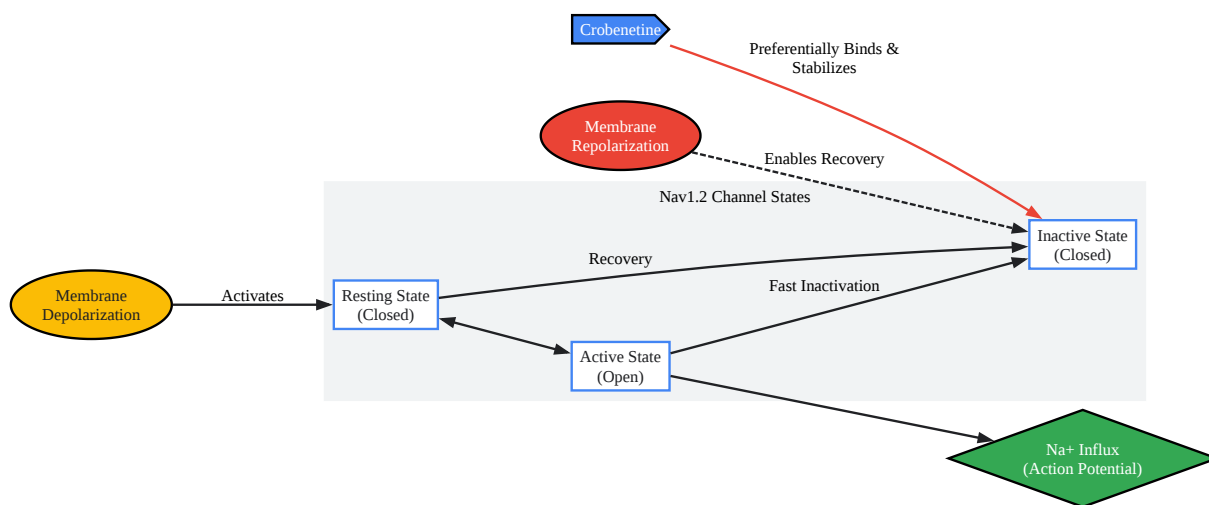 Crobenetine
Preferentially Binds &
Stabilizes
Membrane
Repolarization
Enables Recovery
Nav1.2 Channel States
Inactive State
(Closed)
Recovery
Fast Inactivation
Membrane
Depolarization
Activates
Resting State
(Closed)
Active State
(Open)
Na+ Influx
(Action Potential)